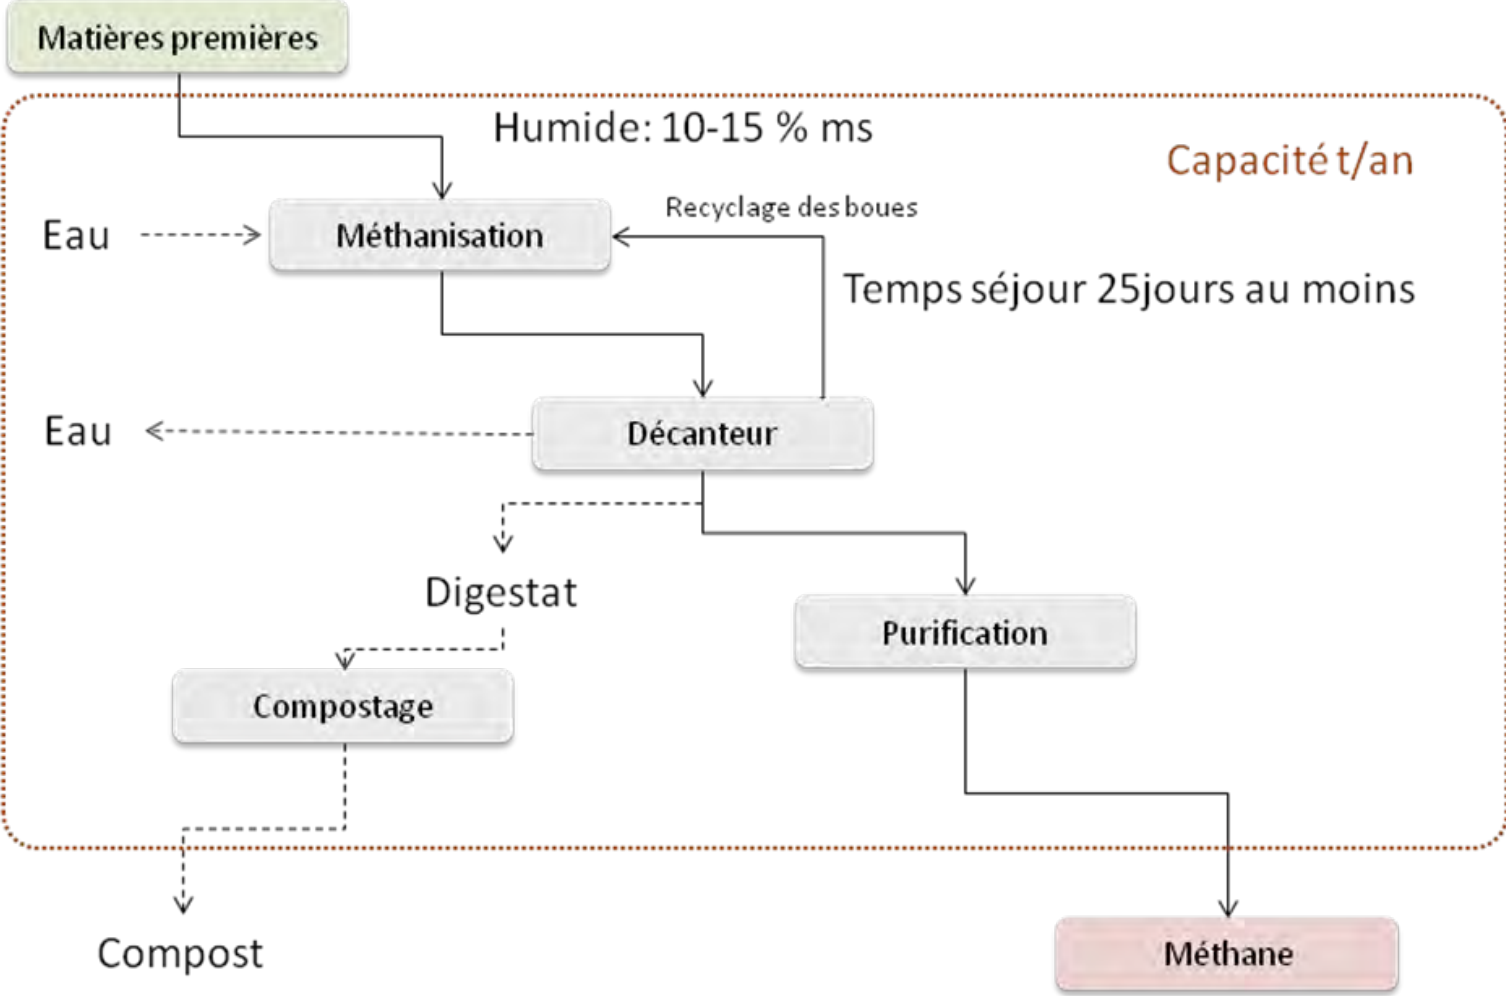 Matières premières
Humide: 10-15 % ms
Capacité t/an
Recyclage des boues
Eau
Méthanisation
Temps séjour 25jours au moins
Eau
Décanteur
Digestat
Purification
Compostage
Compost
Méthane